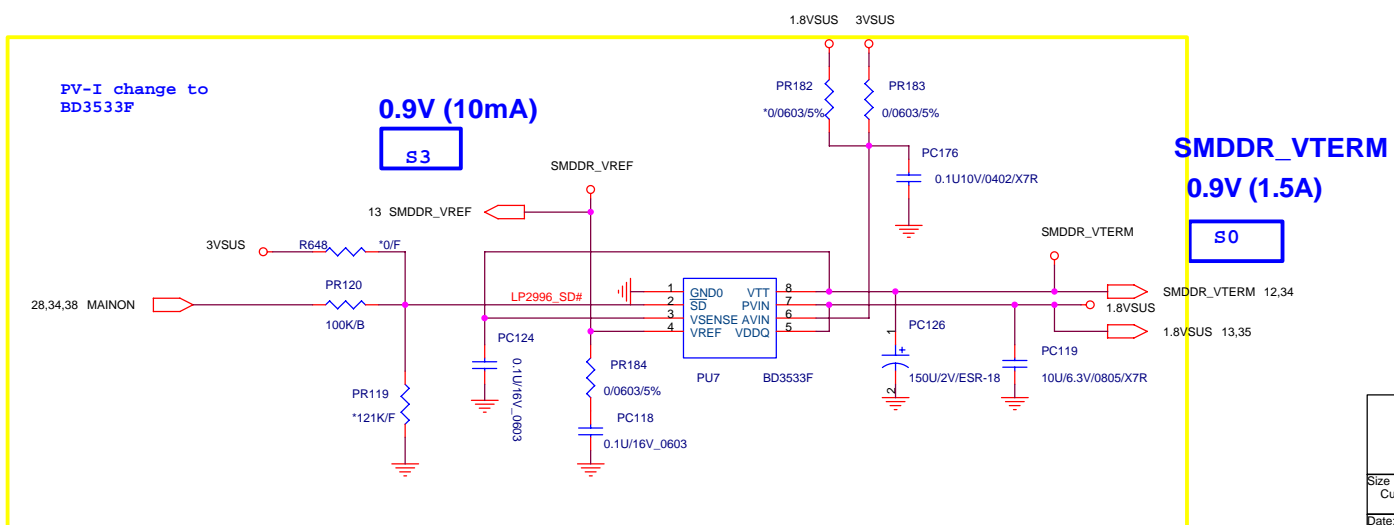 1.8VSUS 3VSUS
PV-I change to
BD3533F
0.9V (10mA)
S3
PR182
*0/0603/5%
PR183
0/0603/5%
PC176
0.1U10V/0402/X7R
SMDDR_VTERM
0.9V (1.5A)
S0
SMDDR_VREF
13 SMDDR_VREF
3VSUS
R648
*0/F
PR120
100K/B
28,34,38 MAINON
LP2996_SD#
1 GND0 VTT 8
2 SD PVIN 7
3 VSENSE AVIN 6
4 VREF VDDQ 5
PU7 BD3533F
SMDDR_VTERM
SMDDR_VTERM 12,34
1.8VSUS
1.8VSUS 13,35
PC124
0.1U/16V_0603
PR184
0/0603/5%
PC118
0.1U/16V_0603
PR119
*121K/F
PC126
1
+
150U/2V/ESR-18
2
PC119
10U/6.3V/0805/X7R
Size
Cu
Date: